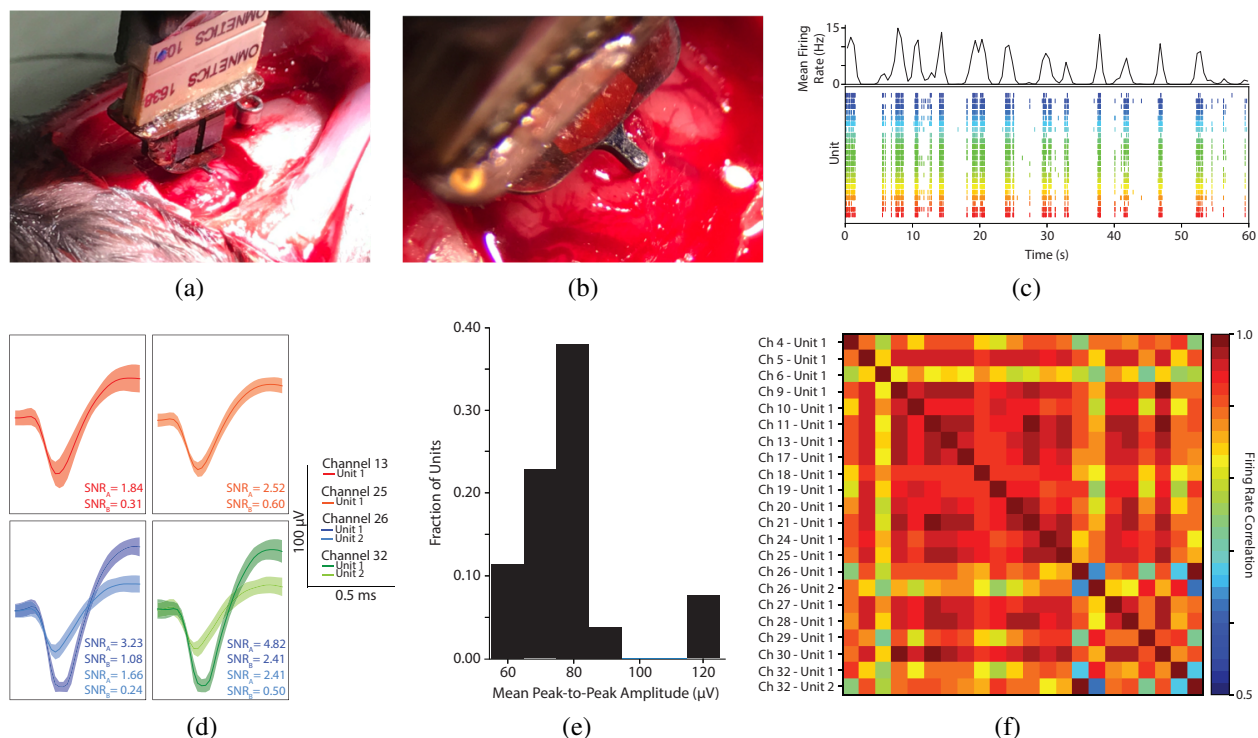 OMNETICS
1031
OMNETICS
1638
(a)
(b)
Mean Firing
Rate (Hz)
15
0
Unit
0
10
20
30
40
50
60
Time (s)
(c)
SNR_A= 1.84
SNR_B= 0.31
SNR_A= 2.52
SNR_B= 0.60
SNR_A= 3.23
SNR_B= 1.08
SNR_A= 1.66
SNR_B= 0.24
SNR_A= 4.82
SNR_B= 2.41
SNR_A= 2.41
SNR_B= 0.50
100 µV
Channel 13
Unit 1
Channel 25
Unit 1
Channel 26
Unit 1
Unit 2
Channel 32
Unit 1
Unit 2
0.5 ms
(d)
Fraction of Units
0.40
0.30
0.20
0.10
0.00
60
80
100
120
Mean Peak-to-Peak Amplitude (µV)
(e)
Ch 4 - Unit 1
Ch 5 - Unit 1
Ch 6 - Unit 1
Ch 9 - Unit 1
Ch 10 - Unit 1
Ch 11 - Unit 1
Ch 13 - Unit 1
Ch 17 - Unit 1
Ch 18 - Unit 1
Ch 19 - Unit 1
Ch 20 - Unit 1
Ch 21 - Unit 1
Ch 24 - Unit 1
Ch 25 - Unit 1
Ch 26 - Unit 1
Ch 26 - Unit 2
Ch 27 - Unit 1
Ch 28 - Unit 1
Ch 29 - Unit 1
Ch 30 - Unit 1
Ch 32 - Unit 1
Ch 32 - Unit 2
1.0
Firing Rate Correlation
0.5
(f)